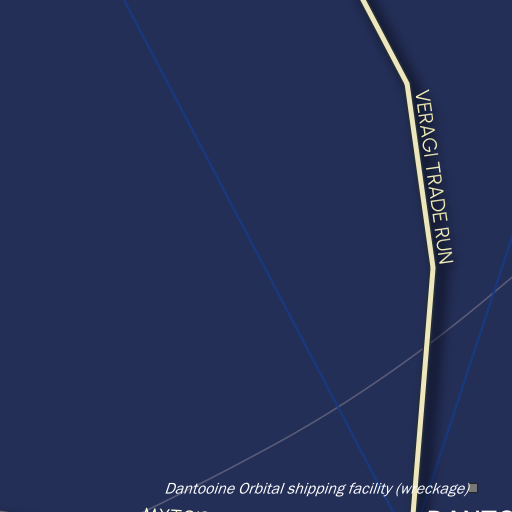 VERAGI TRADE RUN
Dantooine Orbital shipping facility (wreckage)